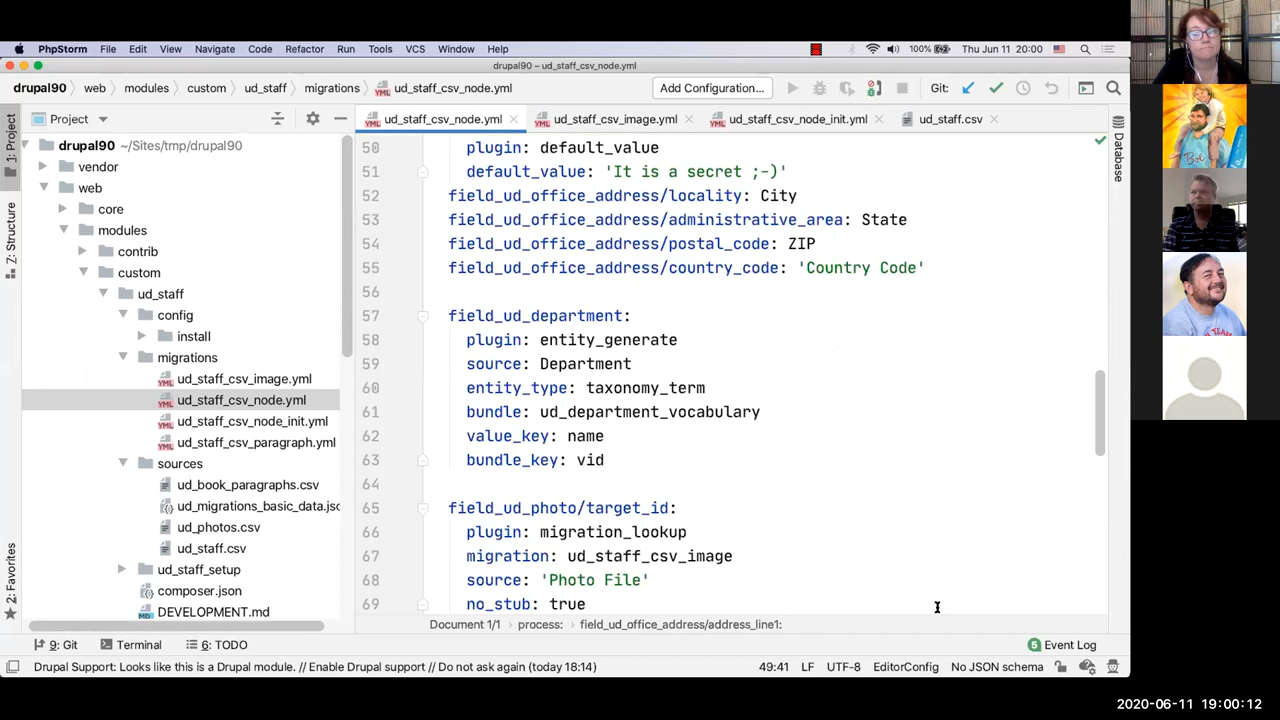 PhpStorm File Edit View Navigate Code Refactor Run Tools VCS Window Help 100% Thu Jun 11 20:00
drupal90 – ud_staff_csv_node.yml
drupal90 web modules custom ud_staff migrations ud_staff_csv_node.yml Add Configuration... Git:
Project
ud_staff_csv_node.yml ud_staff_csv_image.yml ud_staff_csv_node_init.yml ud_staff.csv
1: Project
Z: Structure
2: Favorites
Database
drupal90 ~/Sites/tmp/drupal90
vendor
web
core
modules
contrib
custom
ud_staff
config
install
migrations
ud_staff_csv_image.yml
ud_staff_csv_node.yml
ud_staff_csv_node_init.yml
ud_staff_csv_paragraph.yml
sources
ud_book_paragraphs.csv
ud_migrations_basic_data.jsc
ud_photos.csv
ud_staff.csv
ud_staff_setup
composer.json
DEVELOPMENT.md
50 plugin: default_value
51 default_value: 'It is a secret ;-)'
52 field_ud_office_address/locality: City
53 field_ud_office_address/administrative_area: State
54 field_ud_office_address/postal_code: ZIP
55 field_ud_office_address/country_code: 'Country Code'
56
57 field_ud_department:
58 plugin: entity_generate
59 source: Department
60 entity_type: taxonomy_term
61 bundle: ud_department_vocabulary
62 value_key: name
63 bundle_key: vid
64
65 field_ud_photo/target_id:
66 plugin: migration_lookup
67 migration: ud_staff_csv_image
68 source: 'Photo File'
69 no_stub: true
Document 1/1 › process: › field_ud_office_address/address_line1:
9: Git Terminal 6: TODO 5 Event Log
Drupal Support: Looks like this is a Drupal module. // Enable Drupal support // Do not ask again (today 18:14) 49:41 LF UTF-8 EditorConfig No JSON schema
2020-06-11 19:00:12